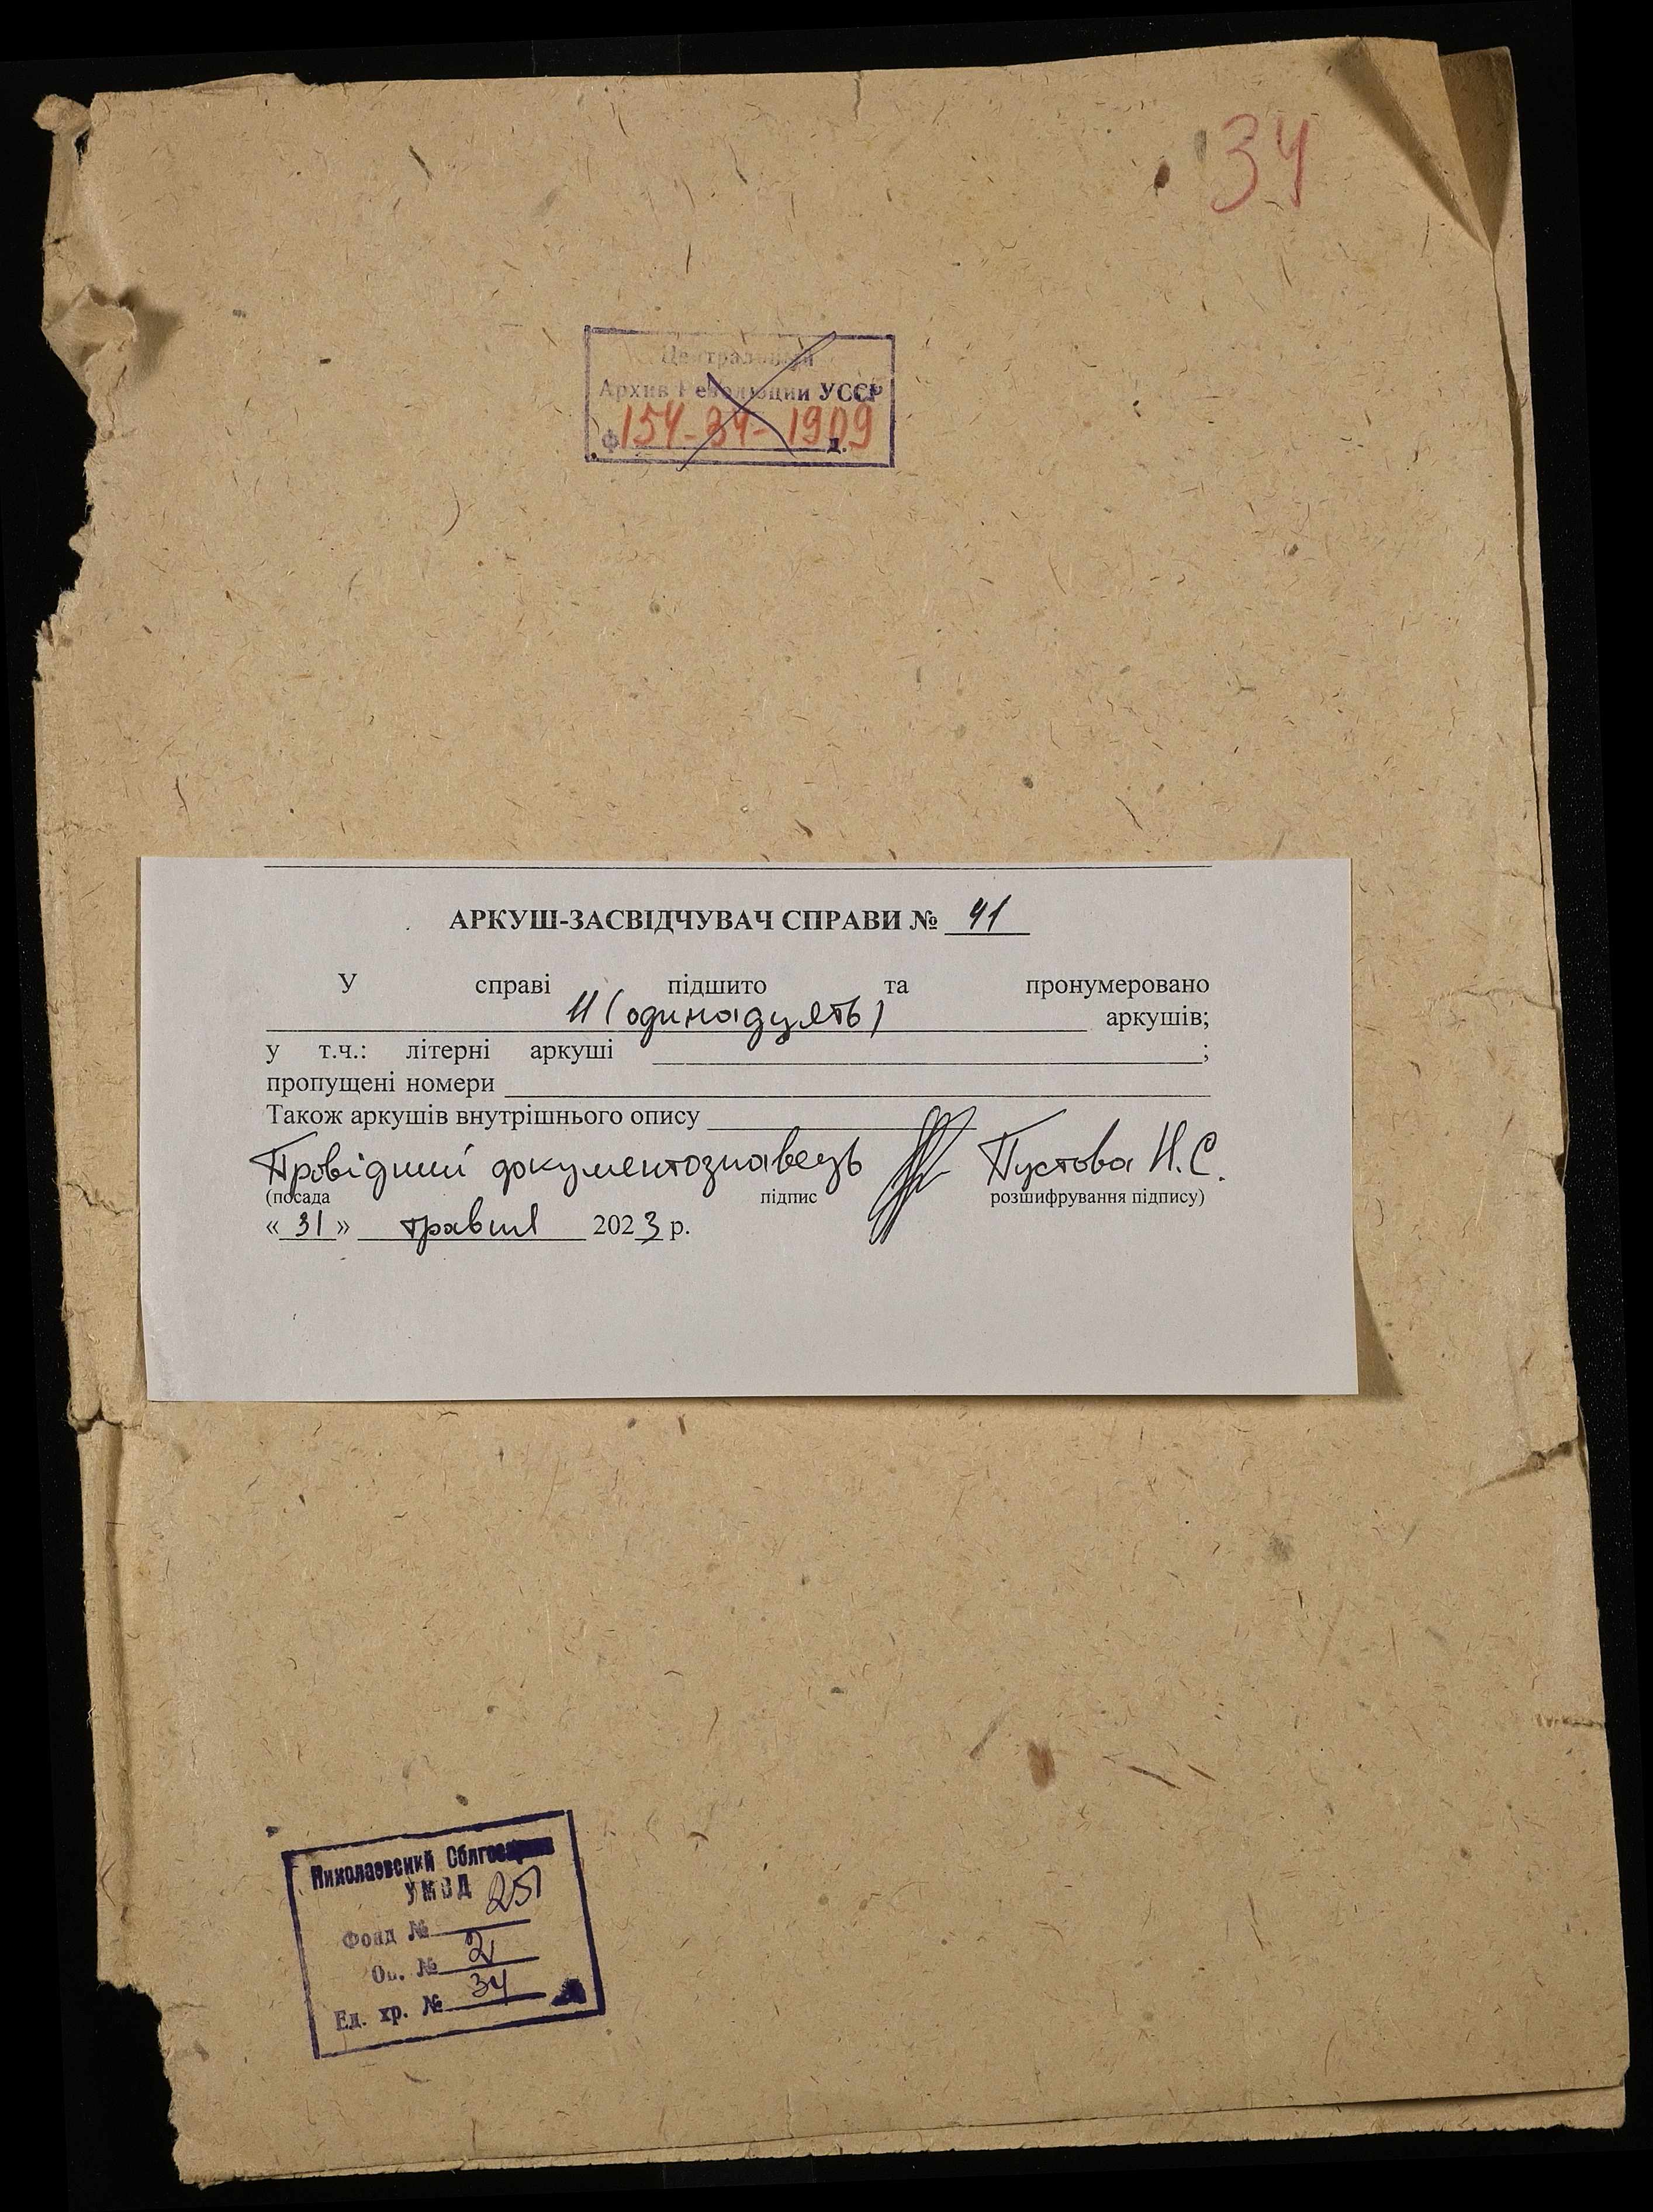 34
Центральный
Архив Революции УССР
ф 154-34-1909 д.
АРКУШ-ЗАСВІДЧУВАЧ СПРАВИ № 41
У справі підшито та пронумеровано
11 (одинадцять) аркушів;
у т.ч.: літерні аркуші ;
пропущені номери
Також аркушів внутрішнього опису
Провідний документознавець Пустова Н.С.
(посада підпис розшифрування підпису)
« 31 » травня 2023 р.
Николаевский Облгосархив
УМВД
Фонд № 251
Оп. № 2
Ед. хр. № 34